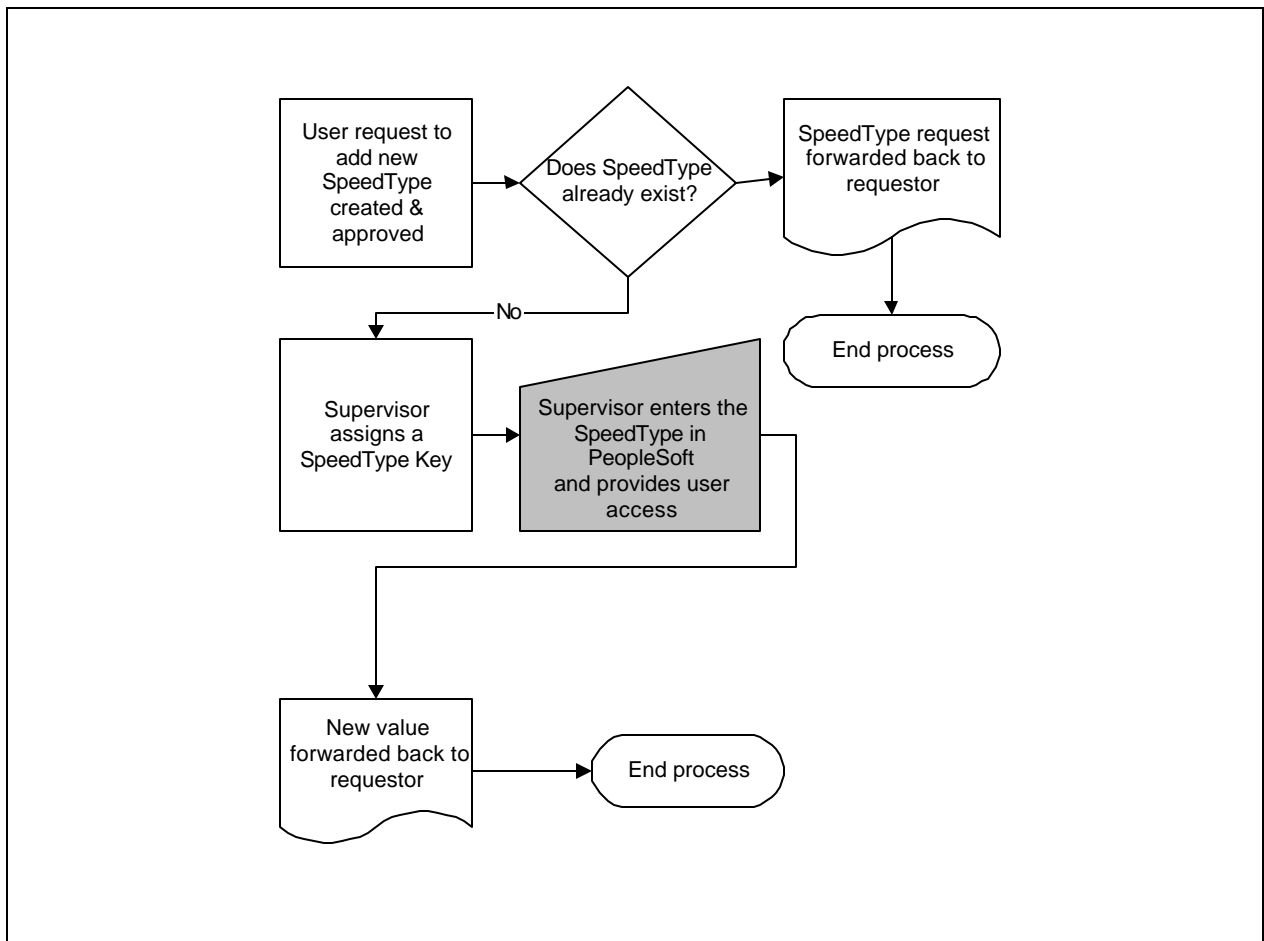 User request to
add new
SpeedType
created &
approved
Does SpeedType
already exist?
SpeedType request
forwarded back to
requestor
No
End process
Supervisor
assigns a
SpeedType Key
Supervisor enters the
SpeedType in
PeopleSoft
and provides user
access
New value
forwarded back to
requestor
End process